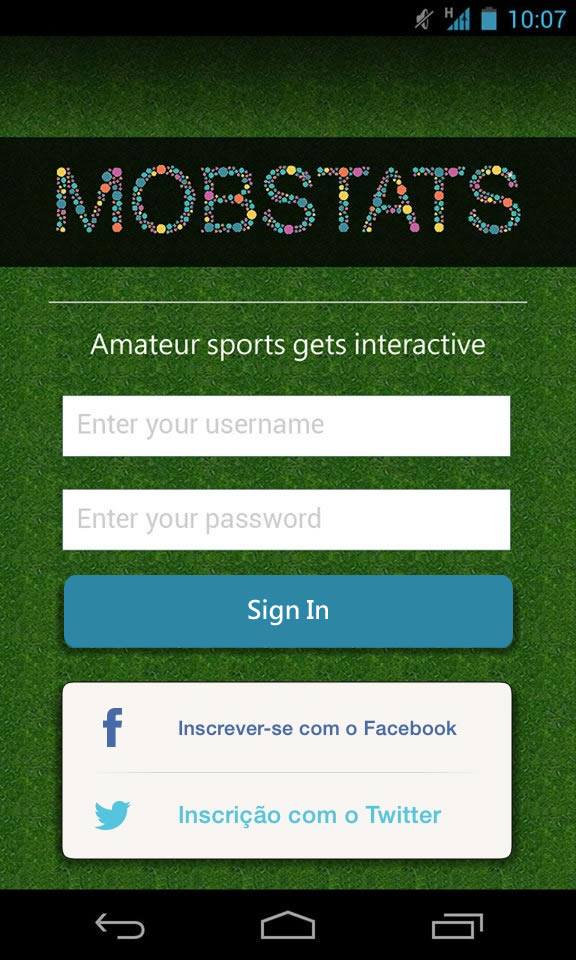 H 10:07
MOBSTATS
Amateur sports gets interactive
Enter your username
Enter your password
Sign In
Inscrever-se com o Facebook
Inscrição com o Twitter